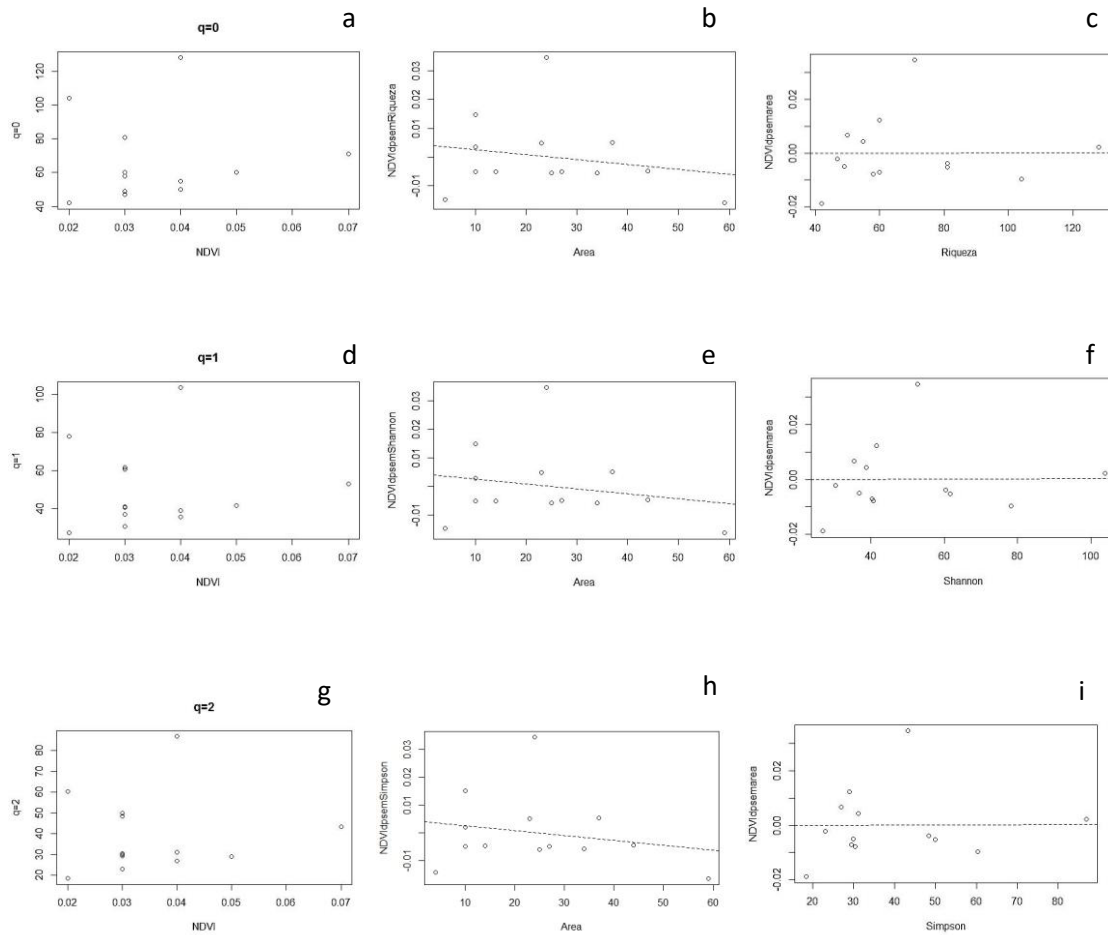 a
q=0
q=0
120
100
80
60
40
0.02 0.03 0.04 0.05 0.06 0.07
NDVI
b
NDVIdpsemRiqueza
0.03
0.01
-0.01
10 20 30 40 50 60
Area
c
NDVIdpsemarea
0.02
0.00
-0.02
40 60 80 100 120
Riqueza
d
q=1
q=1
100
80
60
40
0.02 0.03 0.04 0.05 0.06 0.07
NDVI
e
NDVIdpsemShannon
0.03
0.01
-0.01
10 20 30 40 50 60
Area
f
NDVIdpsemarea
0.02
0.00
-0.02
40 60 80 100
Shannon
g
q=2
q=2
80
70
60
50
40
30
20
0.02 0.03 0.04 0.05 0.06 0.07
NDVI
h
NDVIdpsemSimpson
0.03
0.01
-0.01
10 20 30 40 50 60
Area
i
NDVIdpsemarea
0.02
0.00
-0.02
20 30 40 50 60 70 80
Simpson